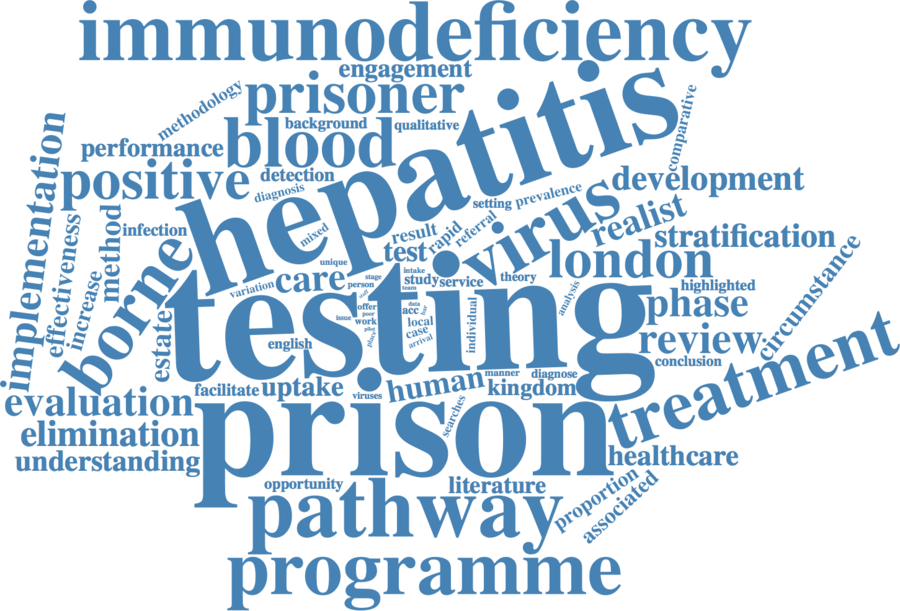 immunodeficiency
engagement
methodology
prisoner
hepatitis
comparative
background
qualitative
blood
performance
implementation
positive
detection
diagnosis
development
setting
prevalence
virus
realist
mixed
result
rapid
referral
infection
method
effectiveness
increase
borne
test
stratification
london
circumstance
unique
care
variation
person
stage
intake
team
study
service
theory
analysis
highlighted
testing
estate
offer
poor
work
issue
pilot
place
data
acc
bar
local
case
arrival
individual
phase
review
english
conclusion
facilitate
uptake
viruses
human
manner
diagnose
kingdom
treatment
evaluation
elimination
understanding
prison
searches
healthcare
opportunity
literature
proportion
associated
pathway
programme